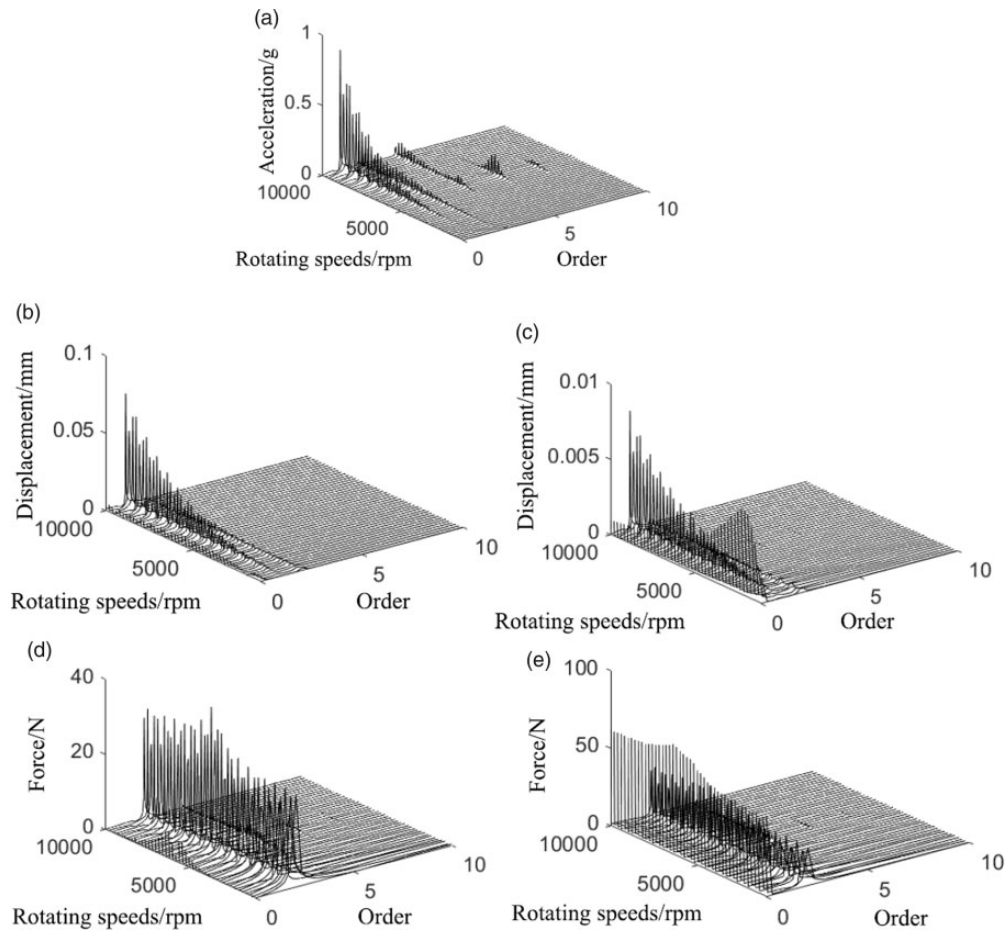 (a)
Acceleration/g
1
0.5
0
10000
5000
0
5
10
Rotating speeds/rpm
Order
(b)
Displacement/mm
0.1
0.05
0
10000
5000
0
5
10
Rotating speeds/rpm
Order
(c)
Displacement/mm
0.01
0.005
0
10000
5000
0
5
10
Rotating speeds/rpm
Order
(d)
Force/N
40
20
0
10000
5000
0
5
10
Rotating speeds/rpm
Order
(e)
Force/N
100
50
0
10000
5000
0
5
10
Rotating speeds/rpm
Order